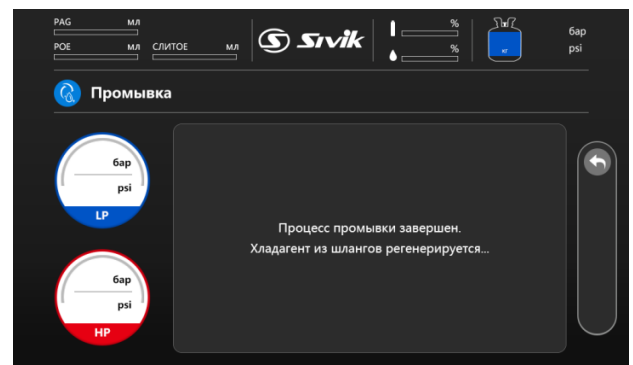 PAG мл
POE мл СЛИТОЕ мл
Sivik
%
%
кг
бар
psi
Промывка
бар
psi
LP
Процесс промывки завершен.
Хладагент из шлангов регенерируется...
бар
psi
HP